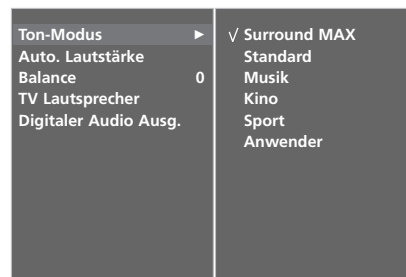 Ton-Modus ►
Auto. Lautstärke
Balance 0
TV Lautsprecher
Digitaler Audio Ausg.
√ Surround MAX
Standard
Musik
Kino
Sport
Anwender